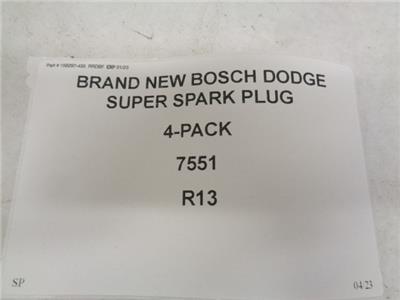 BRAND NEW BOSCH DODGE
SUPER SPARK PLUG
4-PACK
7551
R13
SP
04/23